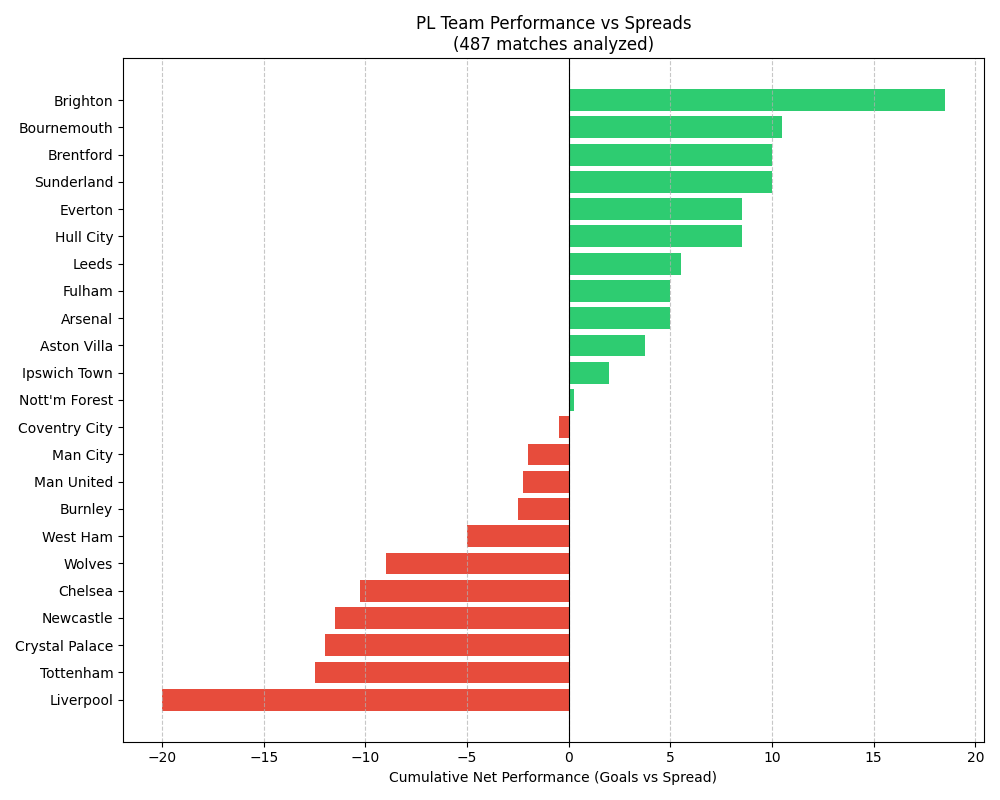 PL Team Performance vs Spreads
(487 matches analyzed)
Brighton
Bournemouth
Brentford
Sunderland
Everton
Hull City
Leeds
Fulham
Arsenal
Aston Villa
Ipswich Town
Nott'm Forest
Coventry City
Man City
Man United
Burnley
West Ham
Wolves
Chelsea
Newcastle
Crystal Palace
Tottenham
Liverpool
−20 −15 −10 −5 0 5 10 15 20
Cumulative Net Performance (Goals vs Spread)